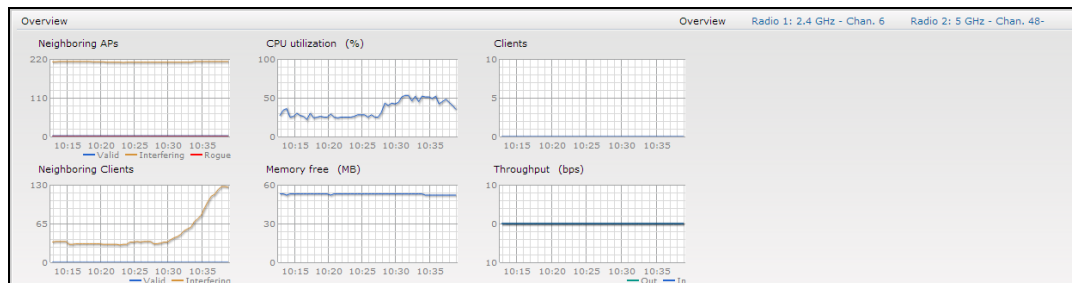 Overview Overview Radio 1: 2.4 GHz - Chan. 6 Radio 2: 5 GHz - Chan. 48-
Neighboring APs CPU utilization (%) Clients
220 100 10
110 50 5
0 0 0
10:15 10:20 10:25 10:30 10:35 10:15 10:20 10:25 10:30 10:35 10:15 10:20 10:25 10:30 10:35
Valid Interfering Rogue
Neighboring Clients Memory free (MB) Throughput (bps)
130 60 10
65 30 0
0 0 10
10:15 10:20 10:25 10:30 10:35 10:15 10:20 10:25 10:30 10:35 10:15 10:20 10:25 10:30 10:35
Valid Interfering Out In